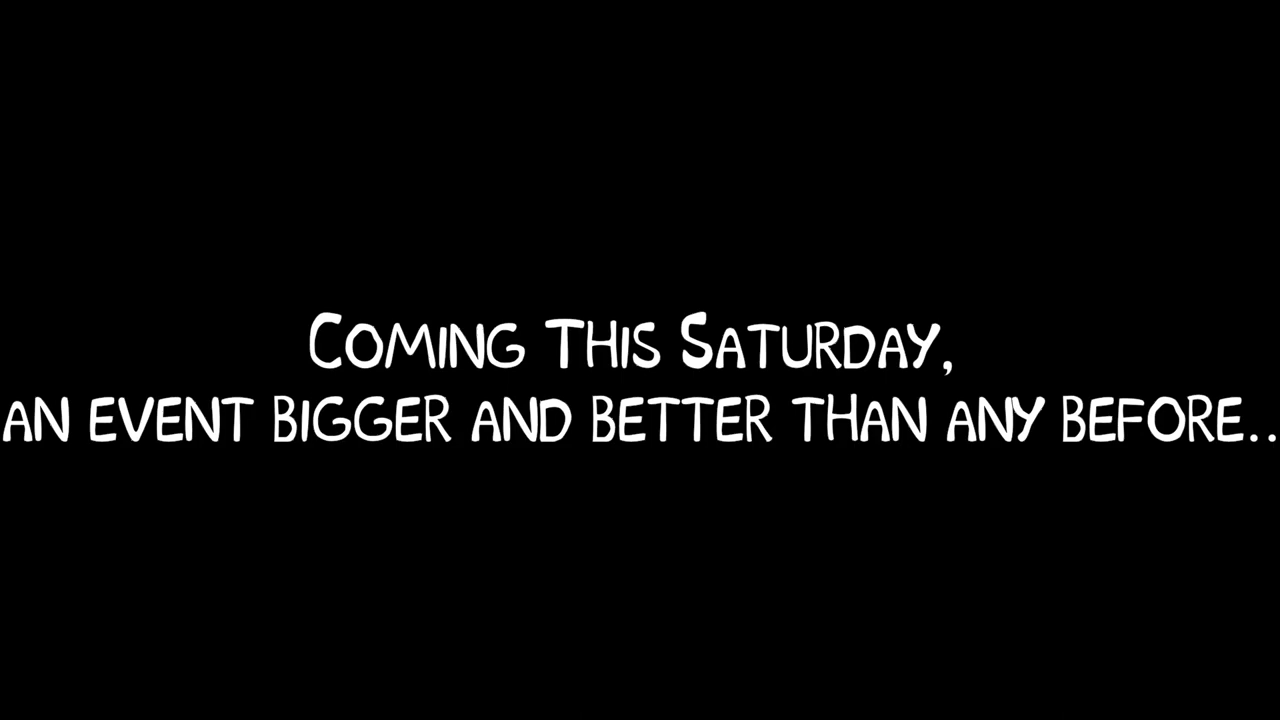 Coming This Saturday,
an event bigger and better than any before..